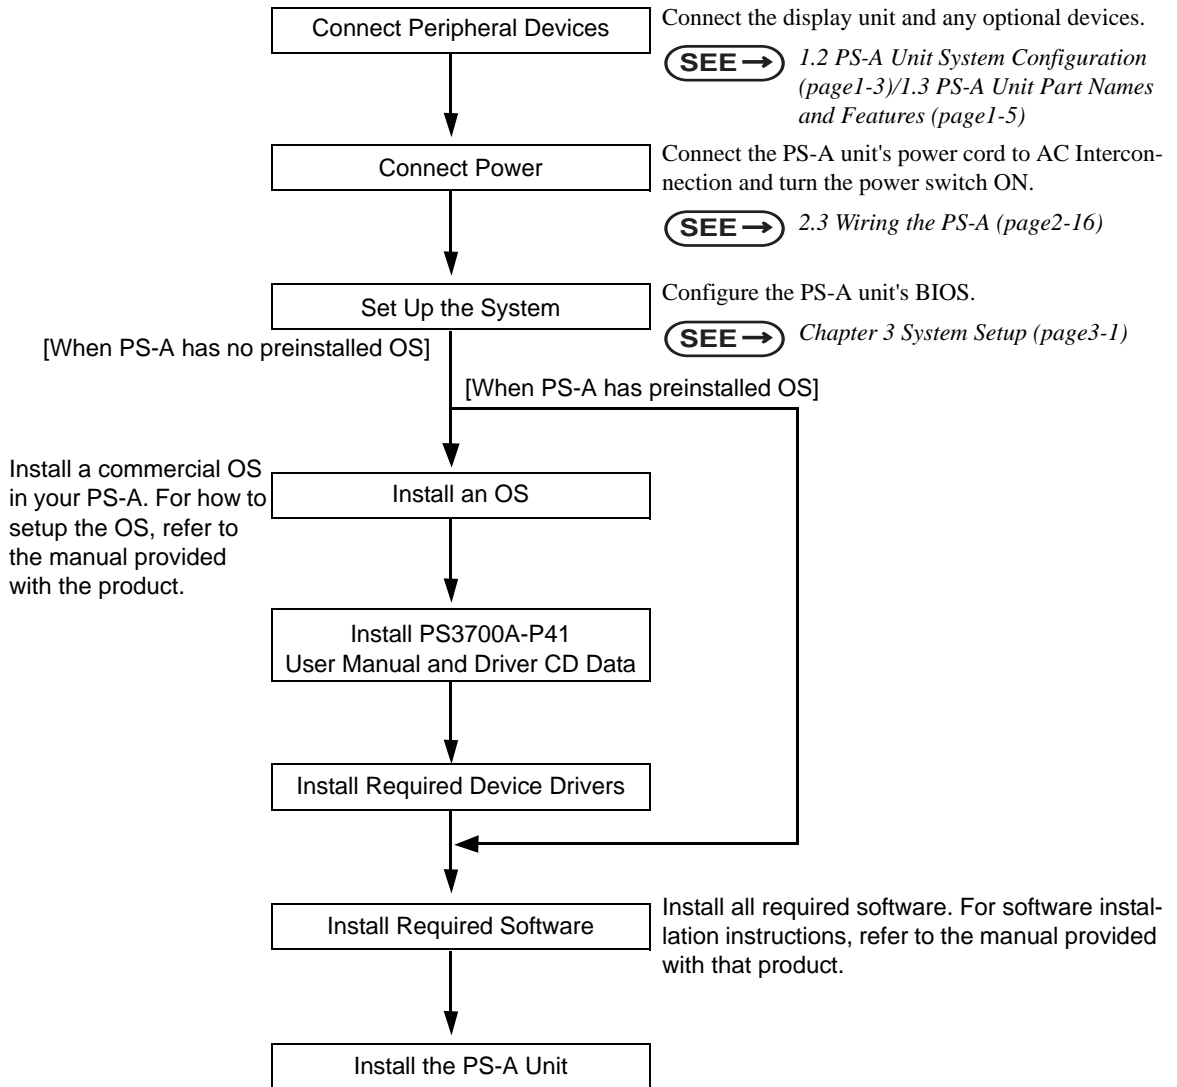 Connect Peripheral Devices
Connect the display unit and any optional devices.
SEE→
1.2 PS-A Unit System Configuration
(page1-3)/1.3 PS-A Unit Part Names
and Features (page1-5)
Connect Power
Connect the PS-A unit's power cord to AC Intercon-
nection and turn the power switch ON.
SEE→
2.3 Wiring the PS-A (page2-16)
Set Up the System
Configure the PS-A unit's BIOS.
SEE→
Chapter 3 System Setup (page3-1)
[When PS-A has no preinstalled OS]
[When PS-A has preinstalled OS]
Install a commercial OS
in your PS-A. For how to
setup the OS, refer to
the manual provided
with the product.
Install an OS
Install PS3700A-P41
User Manual and Driver CD Data
Install Required Device Drivers
Install Required Software
Install all required software. For software instal-
lation instructions, refer to the manual provided
with that product.
Install the PS-A Unit